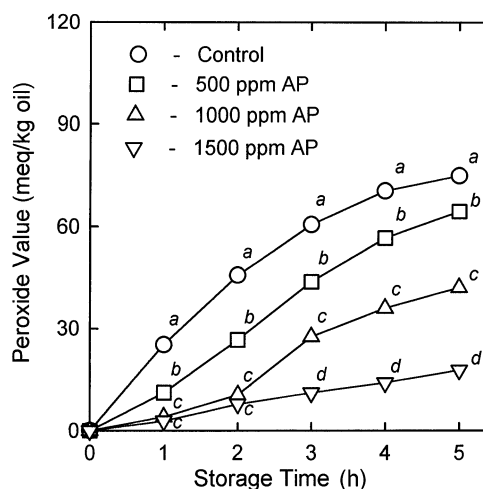 120
90
60
30
0
Peroxide Value (meq/kg oil)
- Control
- 500 ppm AP
- 1000 ppm AP
- 1500 ppm AP
a
a
a
a
a
b
b
b
b
b
c
c
c
c
c
c
c
d
d
d
0 1 2 3 4 5
Storage Time (h)